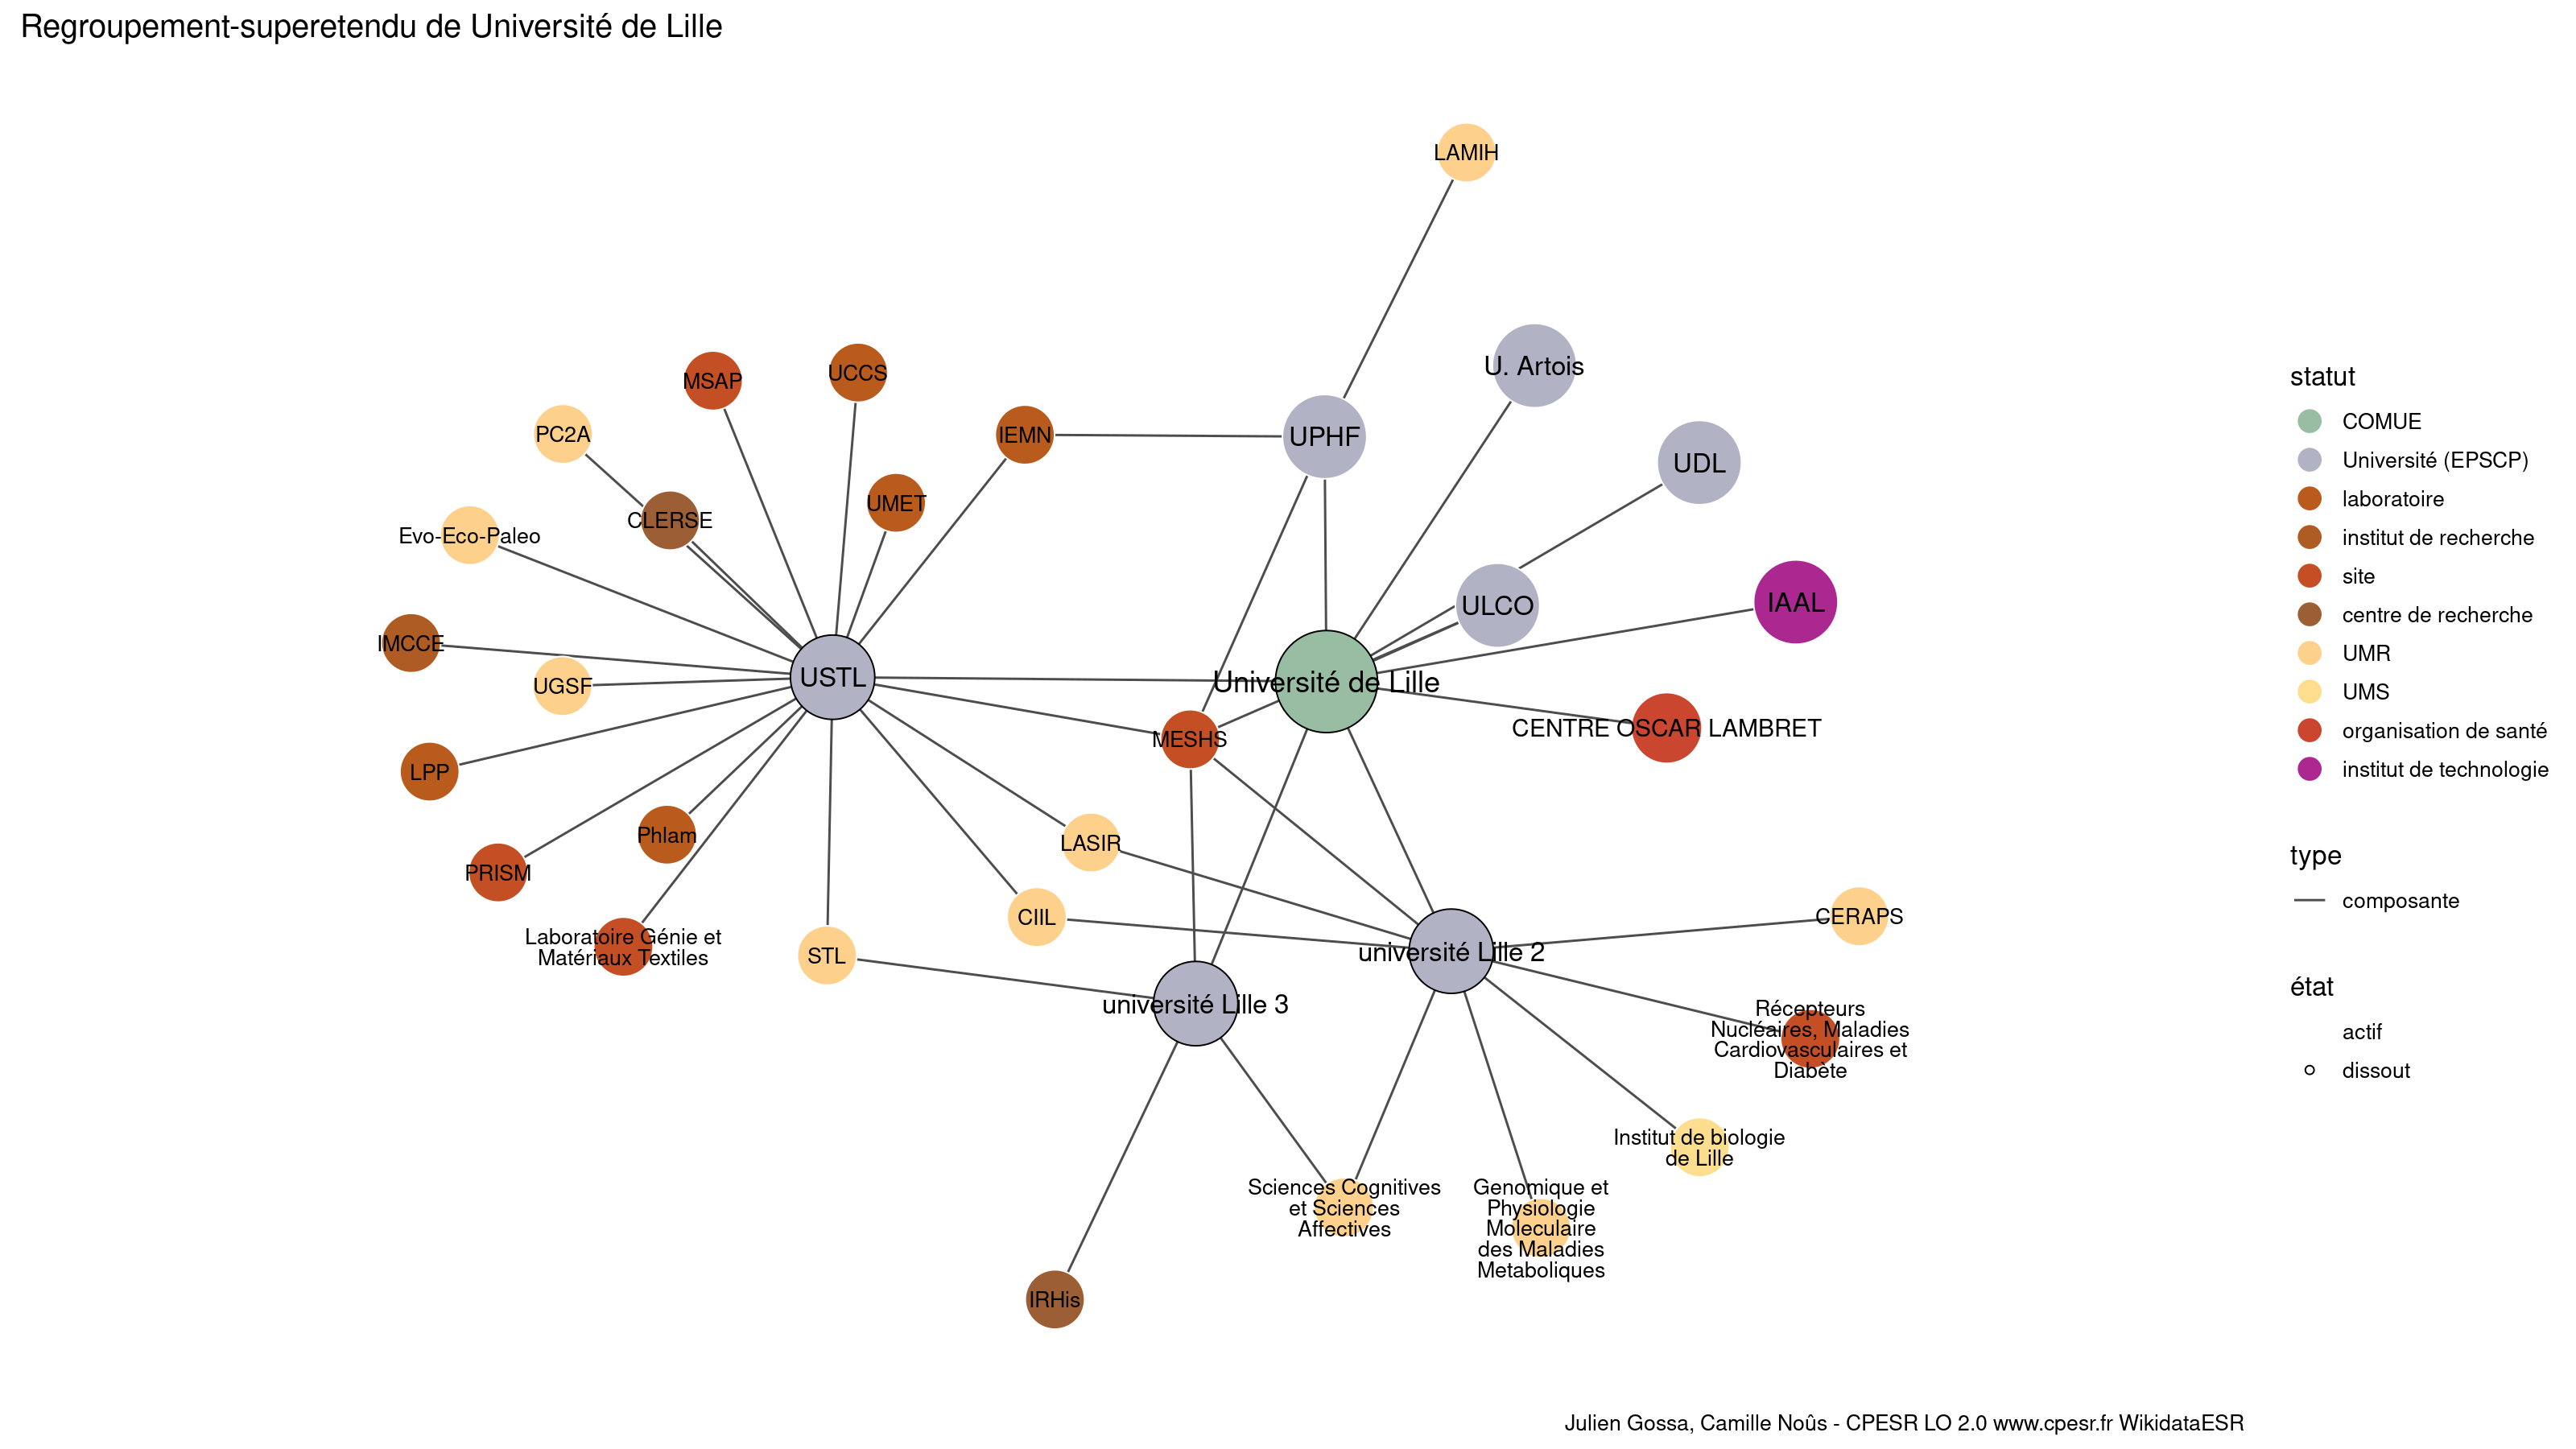 Regroupement-superetendu de Université de Lille
LAMIH
U. Artois
MSAP
UCCS
PC2A
IEMN
UPHF
UDL
UMET
CLERSE
Evo-Eco-Paleo
ULCO
IAAL
IMCCE
USTL
UGSF
Université de Lille
MESHS
CENTRE OSCAR LAMBRET
LPP
Phlam
LASIR
PRISM
CIIL
CERAPS
Laboratoire Génie et
Matériaux Textiles
STL
université Lille 2
université Lille 3
Récepteurs
Nucléaires, Maladies
Cardiovasculaires et
Diabète
Institut de biologie
de Lille
Sciences Cognitives
et Sciences
Affectives
Genomique et
Physiologie
Moleculaire
des Maladies
Metaboliques
IRHis
statut
COMUE
Université (EPSCP)
laboratoire
institut de recherche
site
centre de recherche
UMR
UMS
organisation de santé
institut de technologie
type
composante
état
actif
dissout
Julien Gossa, Camille Noûs - CPESR LO 2.0 www.cpesr.fr WikidataESR